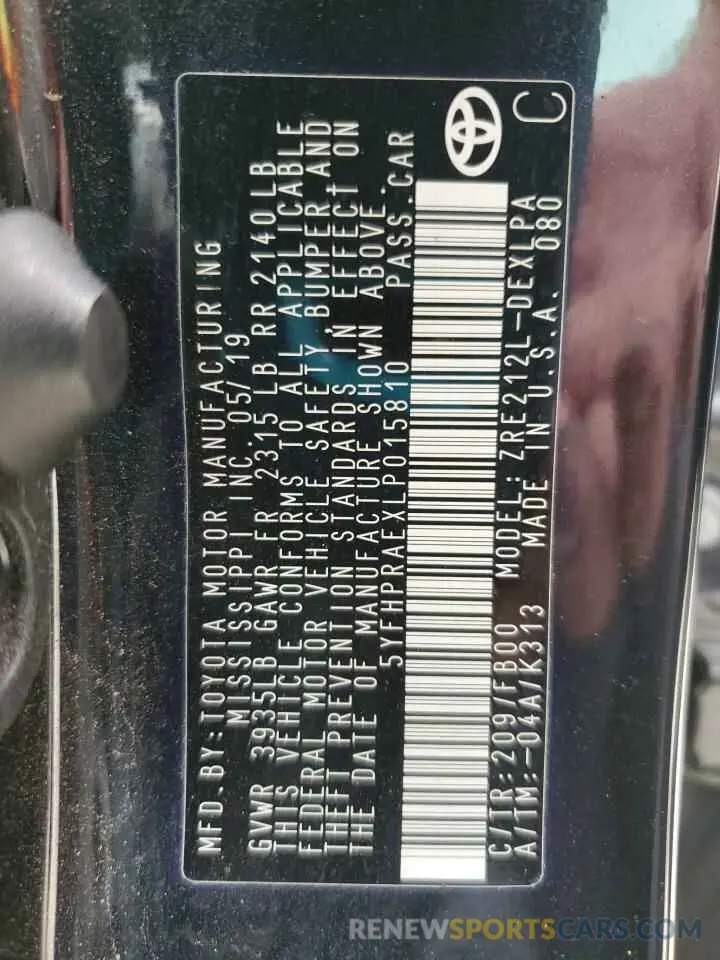 MFD.BY:TOYOTA MOTOR MANUFACTURING
MISSISSIPPI INC. 05/19
GVWR 3935LB GAWR FR 2315 LB RR 2140LB
THIS VEHICLE CONFORMS TO ALL APPLICABLE
FEDERAL MOTOR VEHICLE SAFETY, BUMPER AND
THEFT PREVENTION STANDARDS IN EFFECT ON
THE DATE OF MANUFACTURE SHOWN ABOVE.
5YFHPRAEXLP015810 PASS.CAR
C/TR:209/FB00 MODEL: ZRE212L-DEXLPA
A/TM:-04A/K313 MADE IN U.S.A. 080
C
RENEWSPORTSCARS.COM